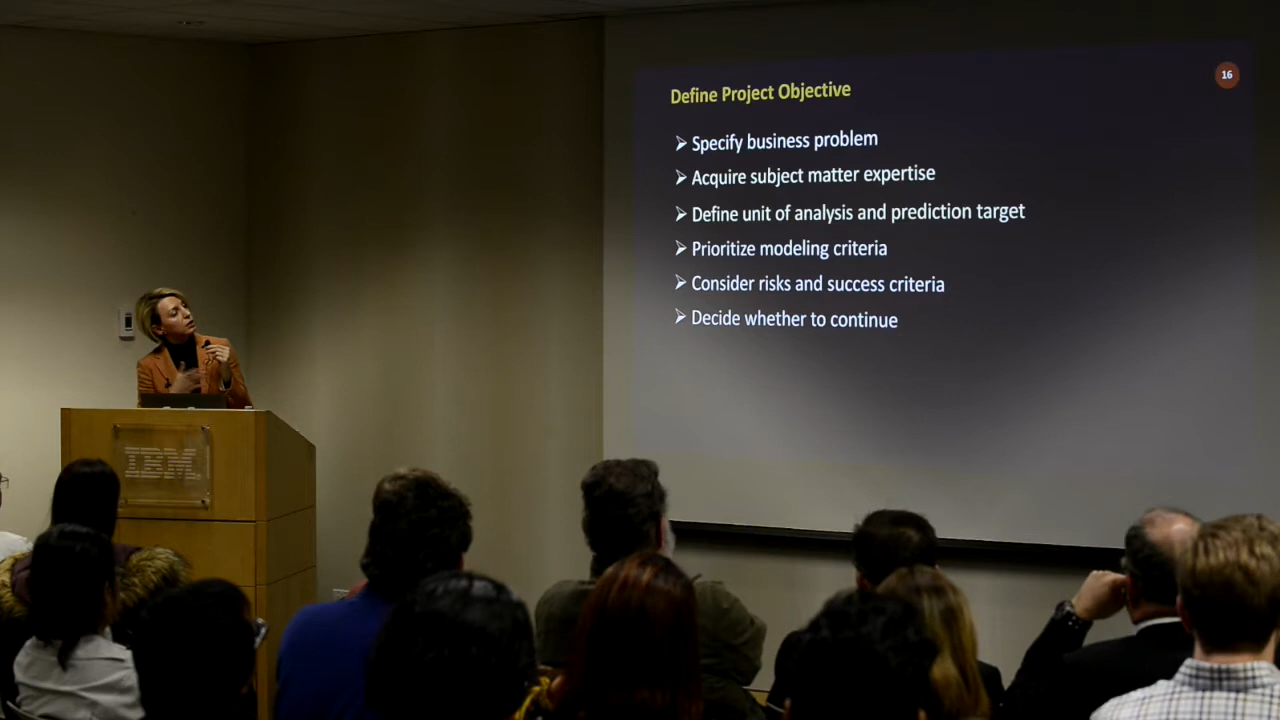 16
Define Project Objective
➢ Specify business problem
➢ Acquire subject matter expertise
➢ Define unit of analysis and prediction target
➢ Prioritize modeling criteria
➢ Consider risks and success criteria
➢ Decide whether to continue
IBM